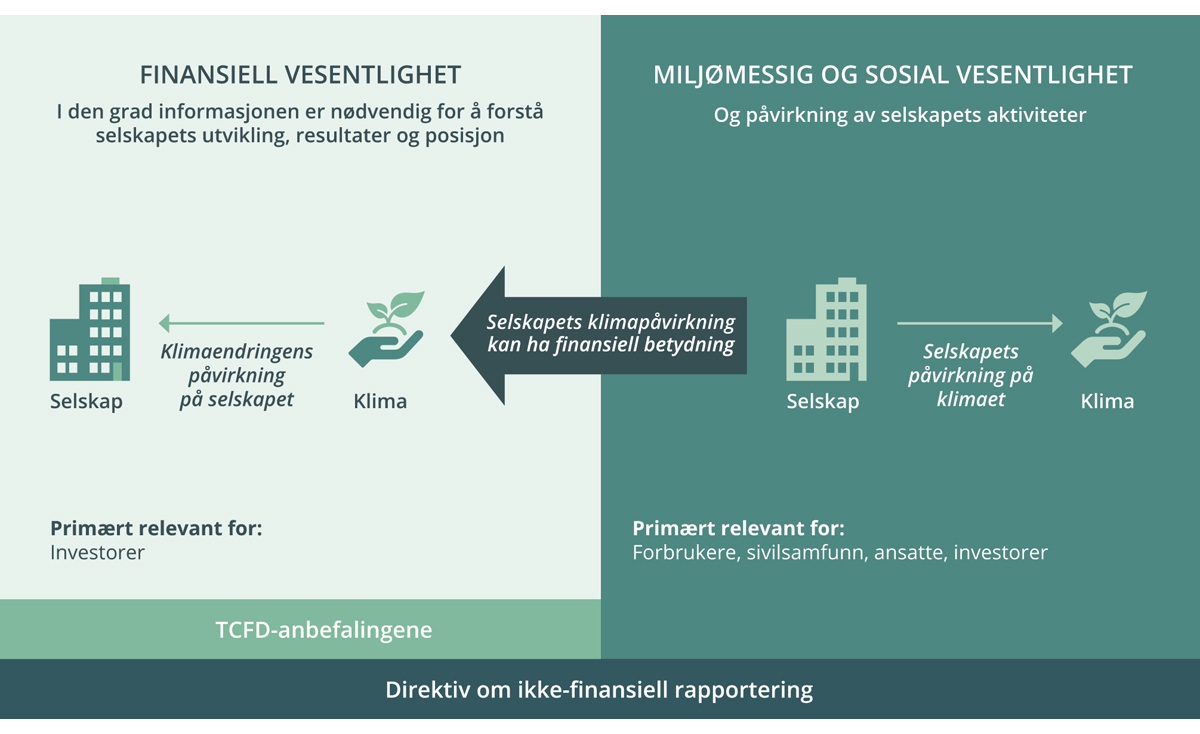 FINANSIELL VESENTLIGHET
I den grad informasjonen er nødvendig for å forstå
selskapets utvikling, resultater og posisjon
Selskap
Klimaendringens
påvirkning
på selskapet
Klima
Primært relevant for:
Investorer
TCFD-anbefalingene
Selskapets klimapåvirkning
kan ha finansiell betydning
MILJØMESSIG OG SOSIAL VESENTLIGHET
Og påvirkning av selskapets aktiviteter
Selskap
Selskapets
påvirkning på
klimaet
Klima
Primært relevant for:
Forbrukere, sivilsamfunn, ansatte, investorer
Direktiv om ikke-finansiell rapportering